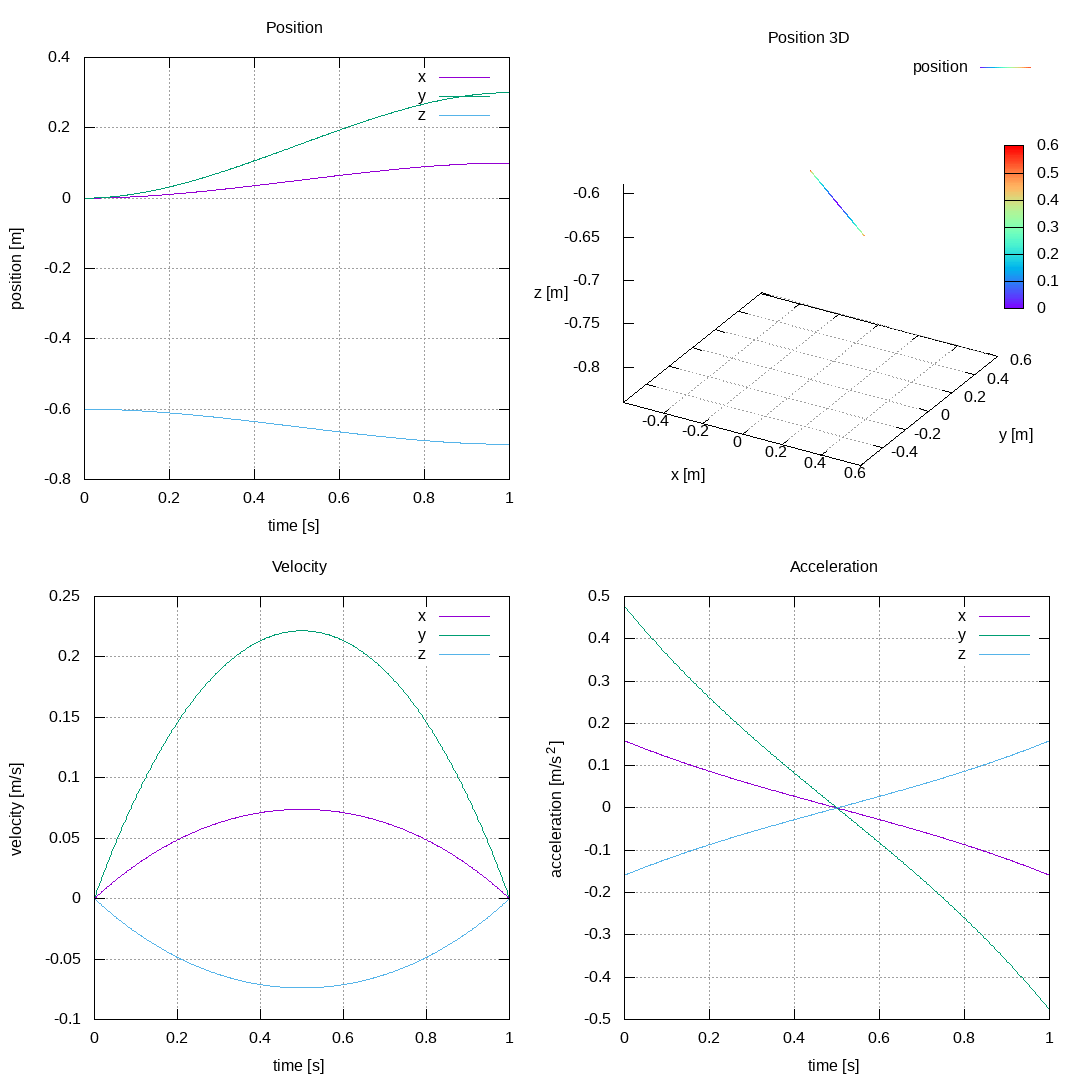 Position
0.4
0.2
0
-0.2
-0.4
-0.6
-0.8
0 0.2 0.4 0.6 0.8 1
position [m]
time [s]
x
y
z
Position 3D
position
0.6
0.5
0.4
0.3
0.2
0.1
0
-0.6
-0.65
-0.7
-0.75
-0.8
z [m]
-0.4 -0.2 0 0.2 0.4 0.6
x [m]
0.6
0.4
0.2
0
-0.2
-0.4
y [m]
Velocity
0.25
0.2
0.15
0.1
0.05
0
-0.05
-0.1
0 0.2 0.4 0.6 0.8 1
velocity [m/s]
time [s]
x
y
z
Acceleration
0.5
0.4
0.3
0.2
0.1
0
-0.1
-0.2
-0.3
-0.4
-0.5
0 0.2 0.4 0.6 0.8 1
acceleration [m/s²]
time [s]
x
y
z